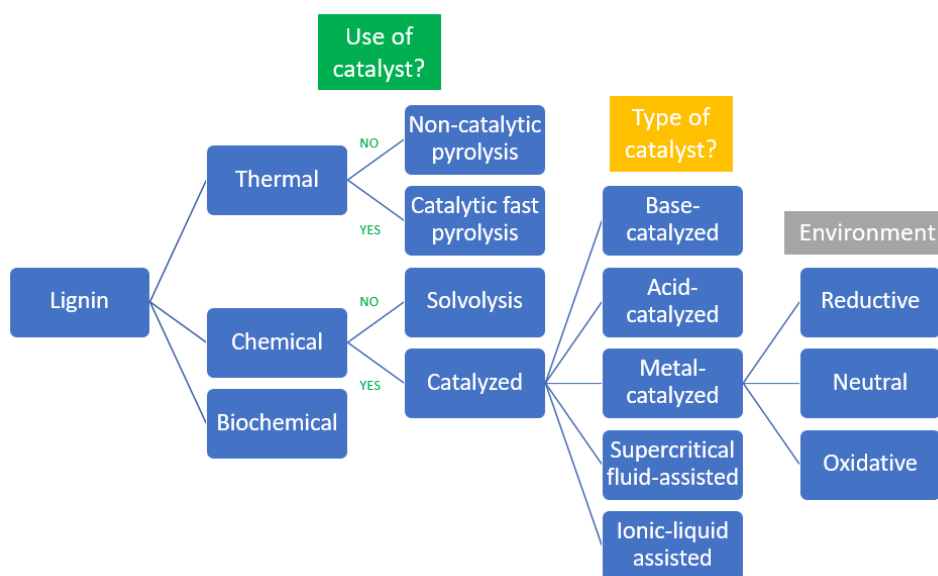 Use of
catalyst?
Type of
catalyst?
Environment
Lignin
Thermal
Chemical
Biochemical
NO
YES
NO
YES
Non-catalytic
pyrolysis
Catalytic fast
pyrolysis
Solvolysis
Catalyzed
Base-
catalyzed
Acid-
catalyzed
Metal-
catalyzed
Supercritical
fluid-assisted
Ionic-liquid
assisted
Reductive
Neutral
Oxidative